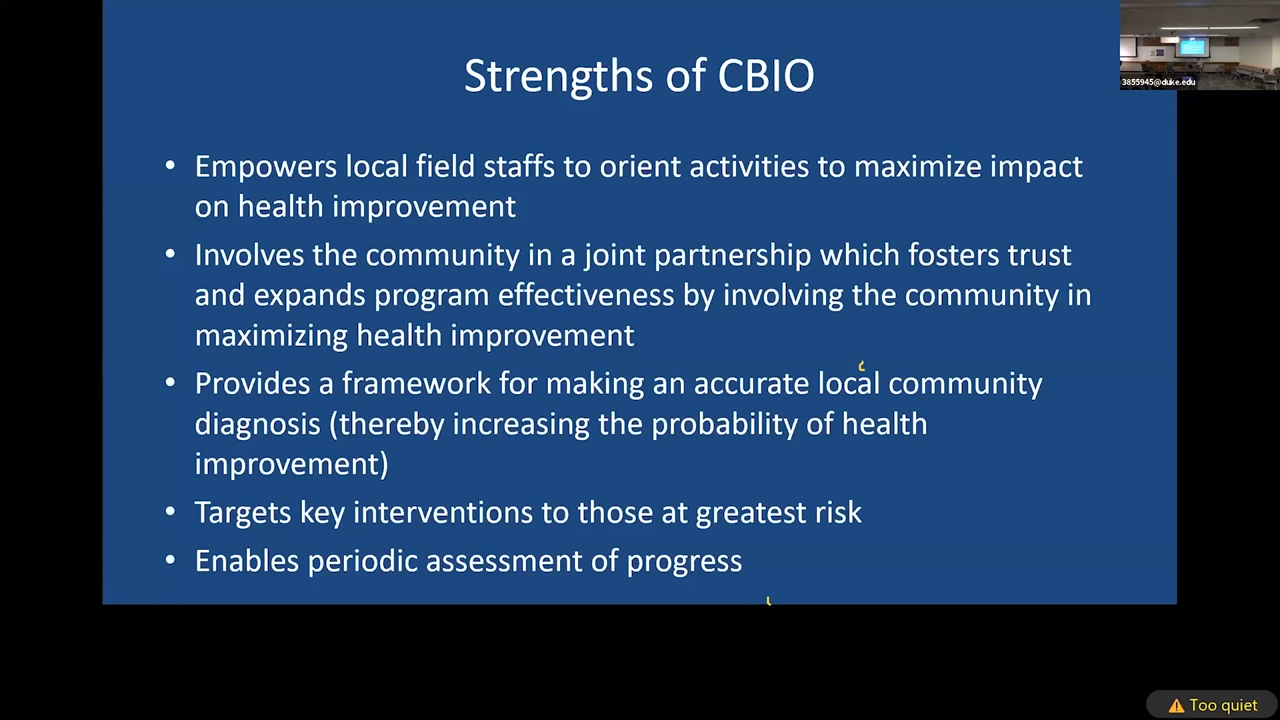 Strengths of CBIO
3855945@duke.edu
• Empowers local field staffs to orient activities to maximize impact
on health improvement
• Involves the community in a joint partnership which fosters trust
and expands program effectiveness by involving the community in
maximizing health improvement
• Provides a framework for making an accurate local community
diagnosis (thereby increasing the probability of health
improvement)
• Targets key interventions to those at greatest risk
• Enables periodic assessment of progress
Too quiet